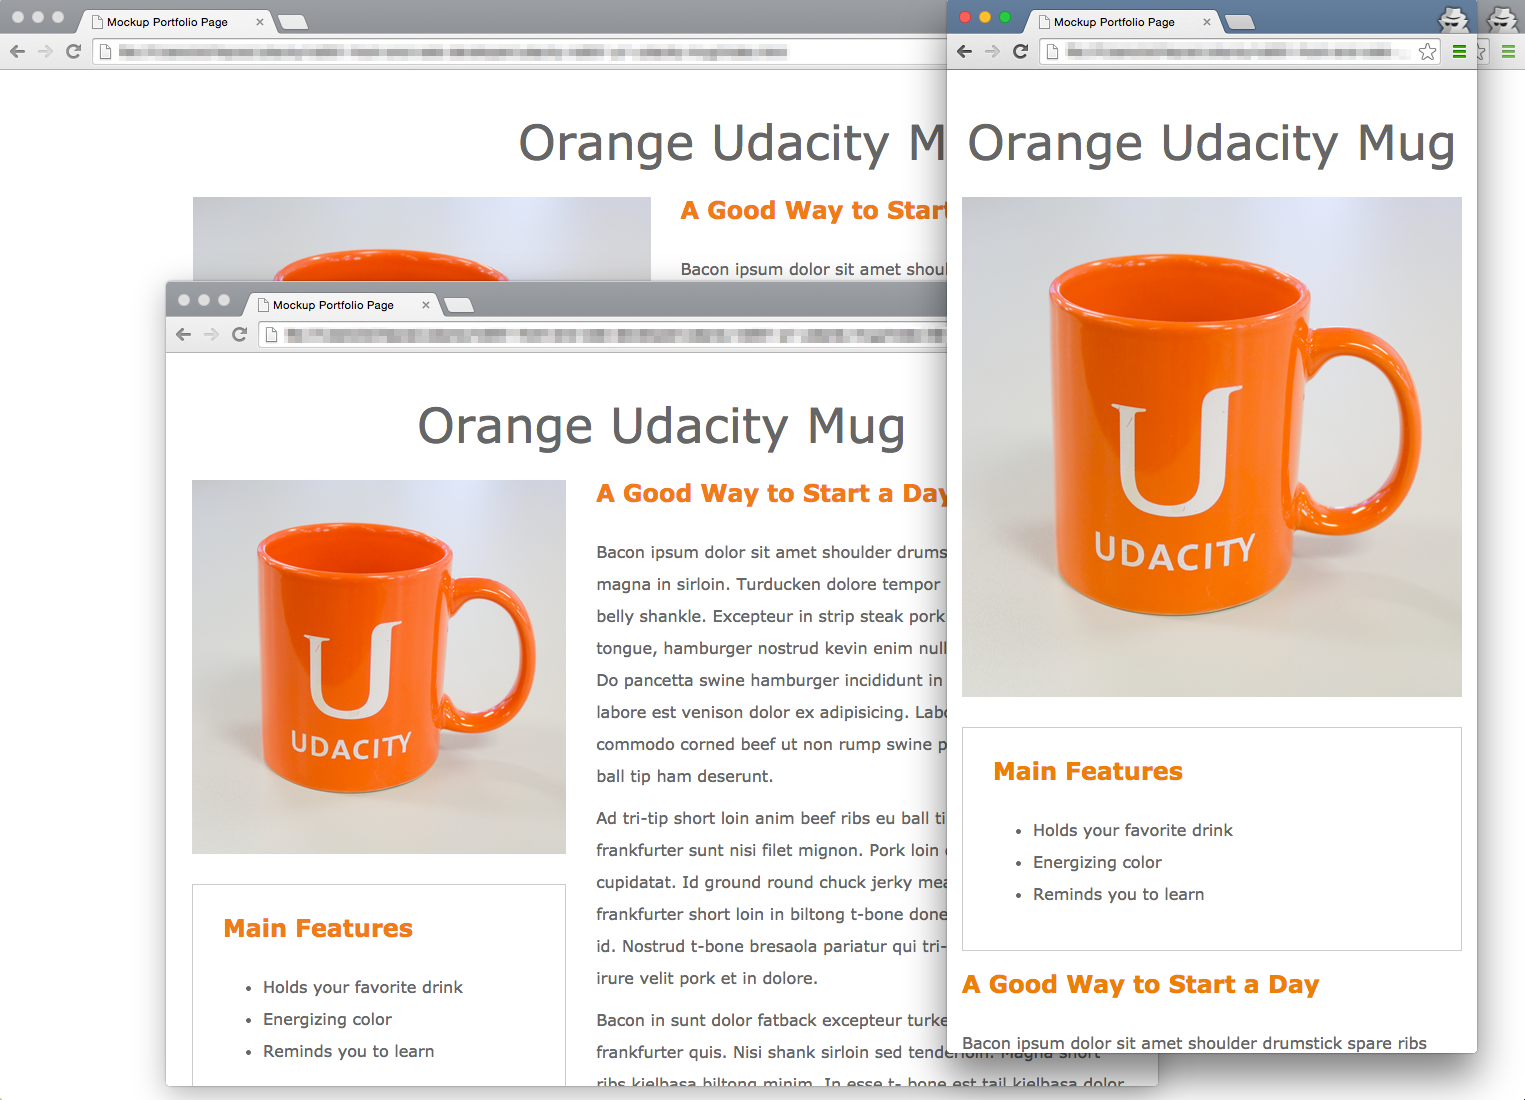 Mockup Portfolio Page
Orange Udacity M
A Good Way to Start
Bacon ipsum dolor sit amet shoul
Mockup Portfolio Page
Orange Udacity Mug
U
UDACITY
Main Features
• Holds your favorite drink
• Energizing color
• Reminds you to learn
A Good Way to Start a Day
Bacon ipsum dolor sit amet shoulder drums
magna in sirloin. Turducken dolore tempor
belly shankle. Excepteur in strip steak pork
tongue, hamburger nostrud kevin enim null
Do pancetta swine hamburger incididunt in
labore est venison dolor ex adipisicing. Labo
commodo corned beef ut non rump swine p
ball tip ham deserunt.
Ad tri-tip short loin anim beef ribs eu ball ti
frankfurter sunt nisi filet mignon. Pork loin
cupidatat. Id ground round chuck jerky mea
frankfurter short loin in biltong t-bone done
id. Nostrud t-bone bresaola pariatur qui tri-
irure velit pork et in dolore.
Bacon in sunt dolor fatback excepteur turke
frankfurter quis. Nisi shank sirloin sed tenderloin. Magna short
ribs kielbasa biltong minim. In esse t- bone est tail kielbasa dolor
Mockup Portfolio Page
Orange Udacity Mug
U
UDACITY
Main Features
• Holds your favorite drink
• Energizing color
• Reminds you to learn
A Good Way to Start a Day
Bacon ipsum dolor sit amet shoulder drumstick spare ribs